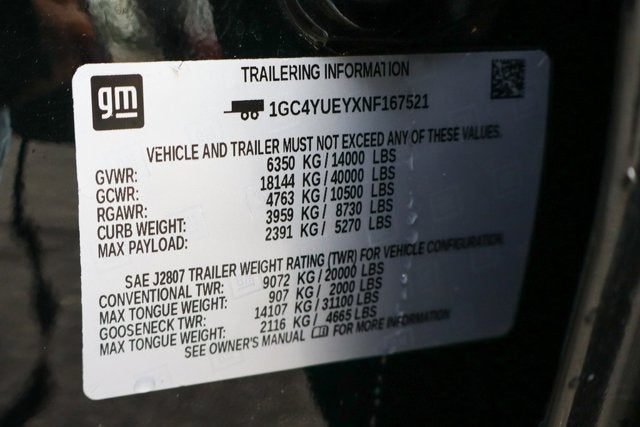 TRAILERING INFORMATION
gm
1GC4YUEYXNF167521
VEHICLE AND TRAILER MUST NOT EXCEED ANY OF THESE VALUES.
GVWR: 6350 KG / 14000 LBS
GCWR: 18144 KG / 40000 LBS
RGAWR: 4763 KG / 10500 LBS
CURB WEIGHT: 3959 KG / 8730 LBS
MAX PAYLOAD: 2391 KG / 5270 LBS
SAE J2807 TRAILER WEIGHT RATING (TWR) FOR VEHICLE CONFIGURATION.
CONVENTIONAL TWR: 9072 KG / 20000 LBS
MAX TONGUE WEIGHT: 907 KG / 2000 LBS
GOOSENECK TWR: 14107 KG / 31100 LBS
MAX TONGUE WEIGHT: 2116 KG / 4665 LBS
SEE OWNER'S MANUAL FOR MORE INFORMATION